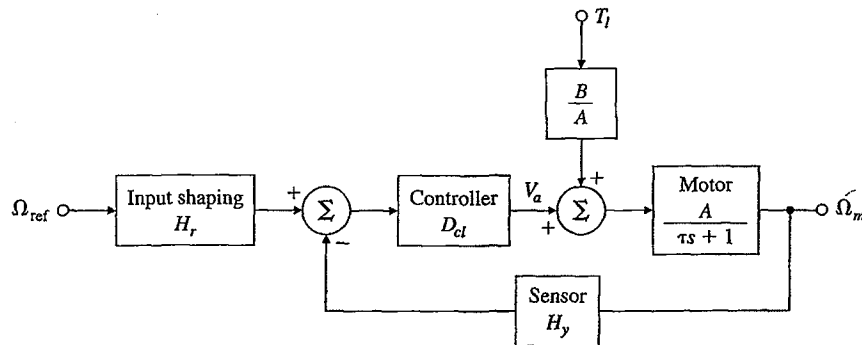 T_l
B
A
Input shaping
H_r
Ω_ref
+
Σ
−
Controller
D_cl
V_a
+
+
Σ
Motor
A
τs + 1
Ω_m
Sensor
H_y